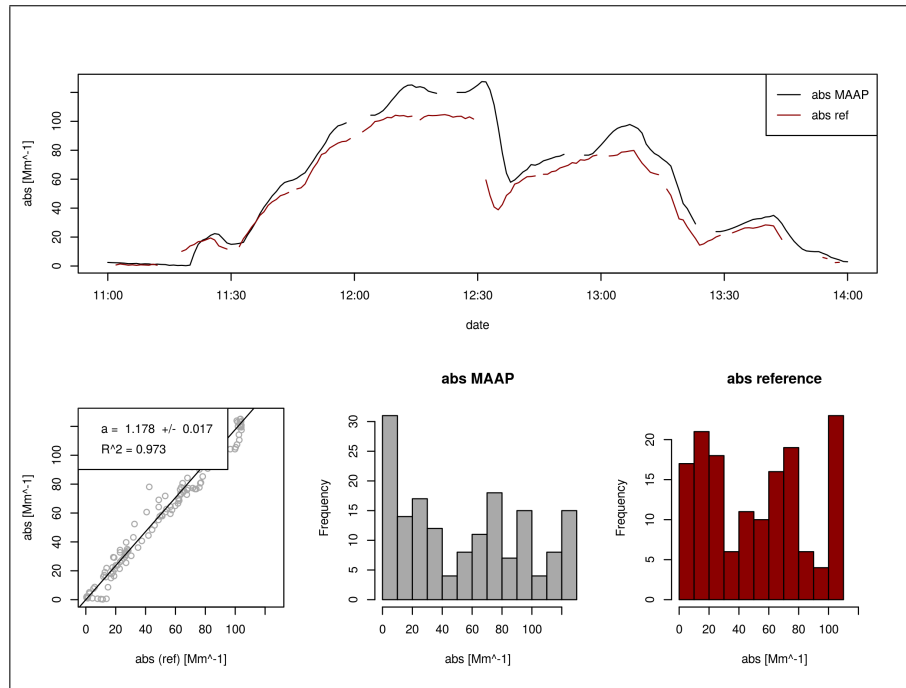 abs [Mm^-1]
0 20 40 60 80 100
abs MAAP
abs ref
11:00 11:30 12:00 12:30 13:00 13:30 14:00
date
abs [Mm^-1]
0 20 40 60 80 100
a = 1.178 +/- 0.017
R^2 = 0.973
0 20 40 60 80 100
abs (ref) [Mm^-1]
abs MAAP
Frequency
0 5 10 15 20 25 30
0 20 40 60 80 100
abs [Mm^-1]
abs reference
Frequency
0 5 10 15 20
0 20 40 60 80 100
abs [Mm^-1]